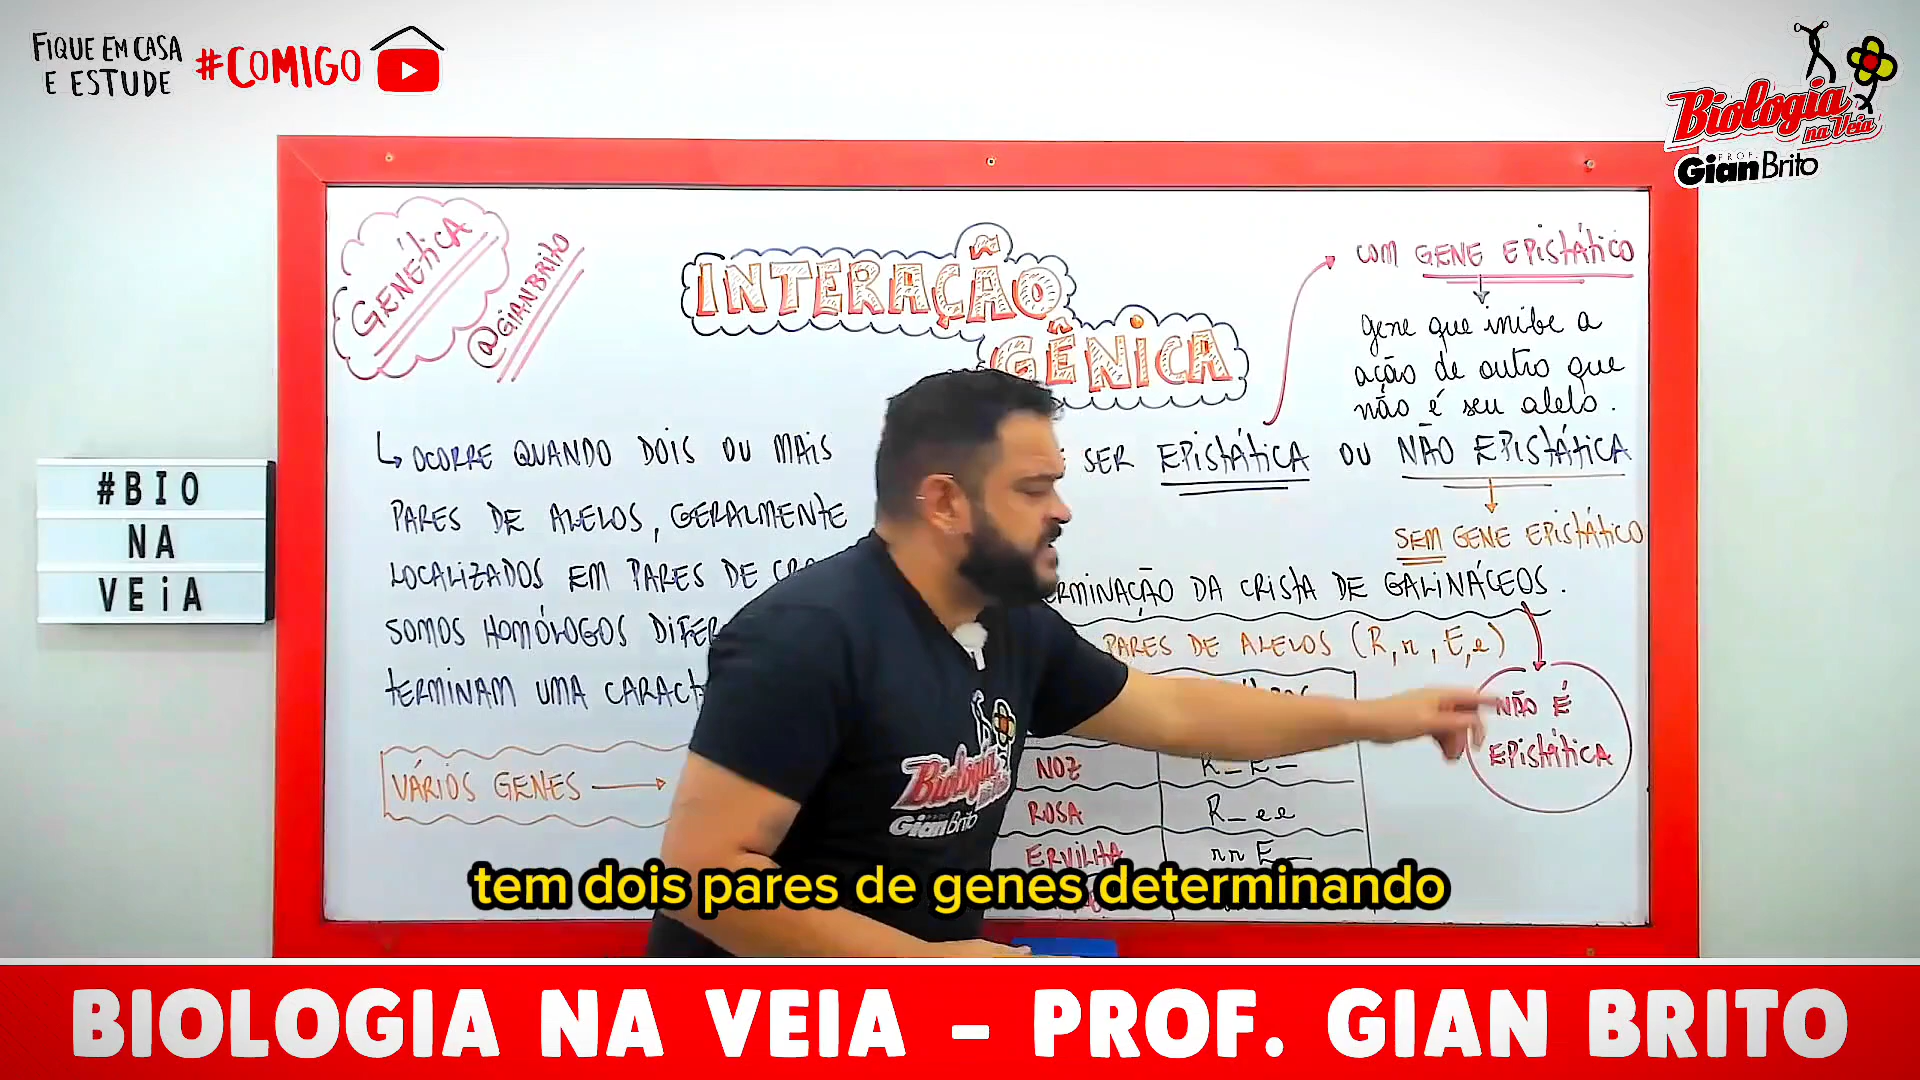 FIQUE EM CASA
E ESTUDE
#COMIGO
Biologia
na Veia
PROF.
Gian Brito
GENÉTICA
@GIANBRITO
INTERAÇÃO
GÊNICA
COM GENE EPISTÁTICO
gene que inibe a
ação de outro que
não é seu alelo.
↳ OCORRE QUANDO DOIS OU MAIS
PARES DE ALELOS, GERALMENTE
LOCALIZADOS EM PARES DE
SOMOS HOMÓLOGOS
TERMINAM UMA
VÁRIOS GENES →
SER EPISTÁTICA OU NÃO EPISTÁTICA
SEM GENE EPISTÁTICO
ERMINAÇÃO DA CRISTA DE GALINÁCEOS.
PARES DE ALELOS (R,r, E,e)
NÃO É
EPISTÁTICA
NOZ R_E_
ROSA R_ee
ERVILHA rrE_
#BIO
NA
VEiA
Biologia
Gian Brito
tem dois pares de genes determinando
BIOLOGIA NA VEIA - PROF. GIAN BRITO